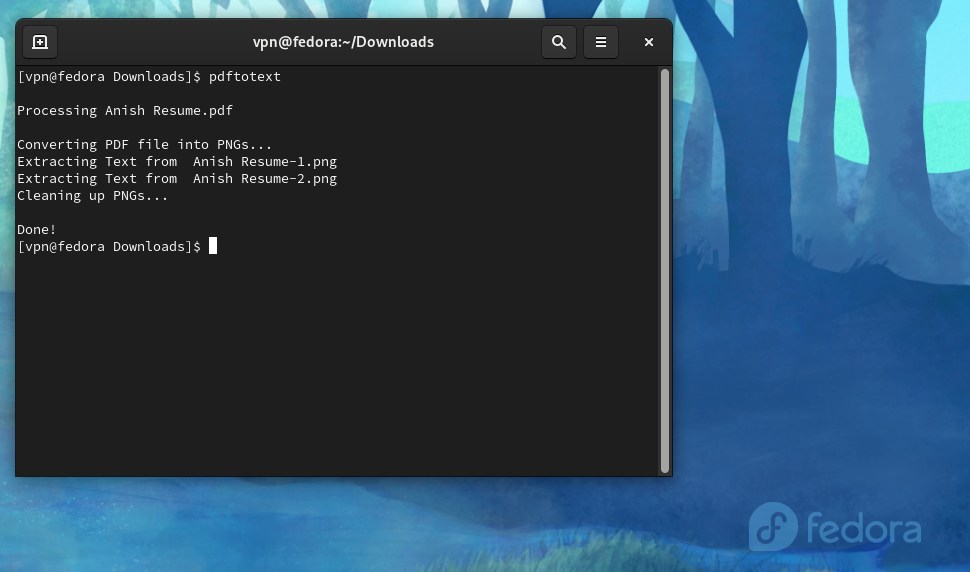 vpn@fedora:~/Downloads
[vpn@fedora Downloads]$ pdftotext
Processing Anish Resume.pdf
Converting PDF file into PNGs...
Extracting Text from  Anish Resume-1.png
Extracting Text from  Anish Resume-2.png
Cleaning up PNGs...
Done!
[vpn@fedora Downloads]$
fedora